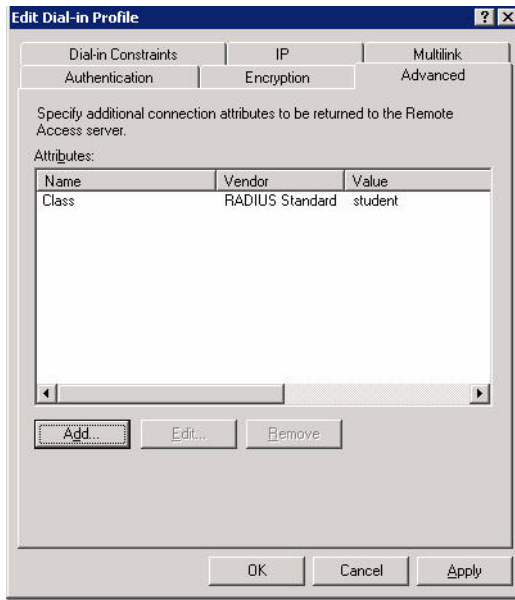 Edit Dial-in Profile
Dial-in Constraints IP Multilink
Authentication Encryption Advanced
Specify additional connection attributes to be returned to the Remote
Access server.
Attributes:
Name Vendor Value
Class RADIUS Standard student
Add... Edit... Remove
OK Cancel Apply